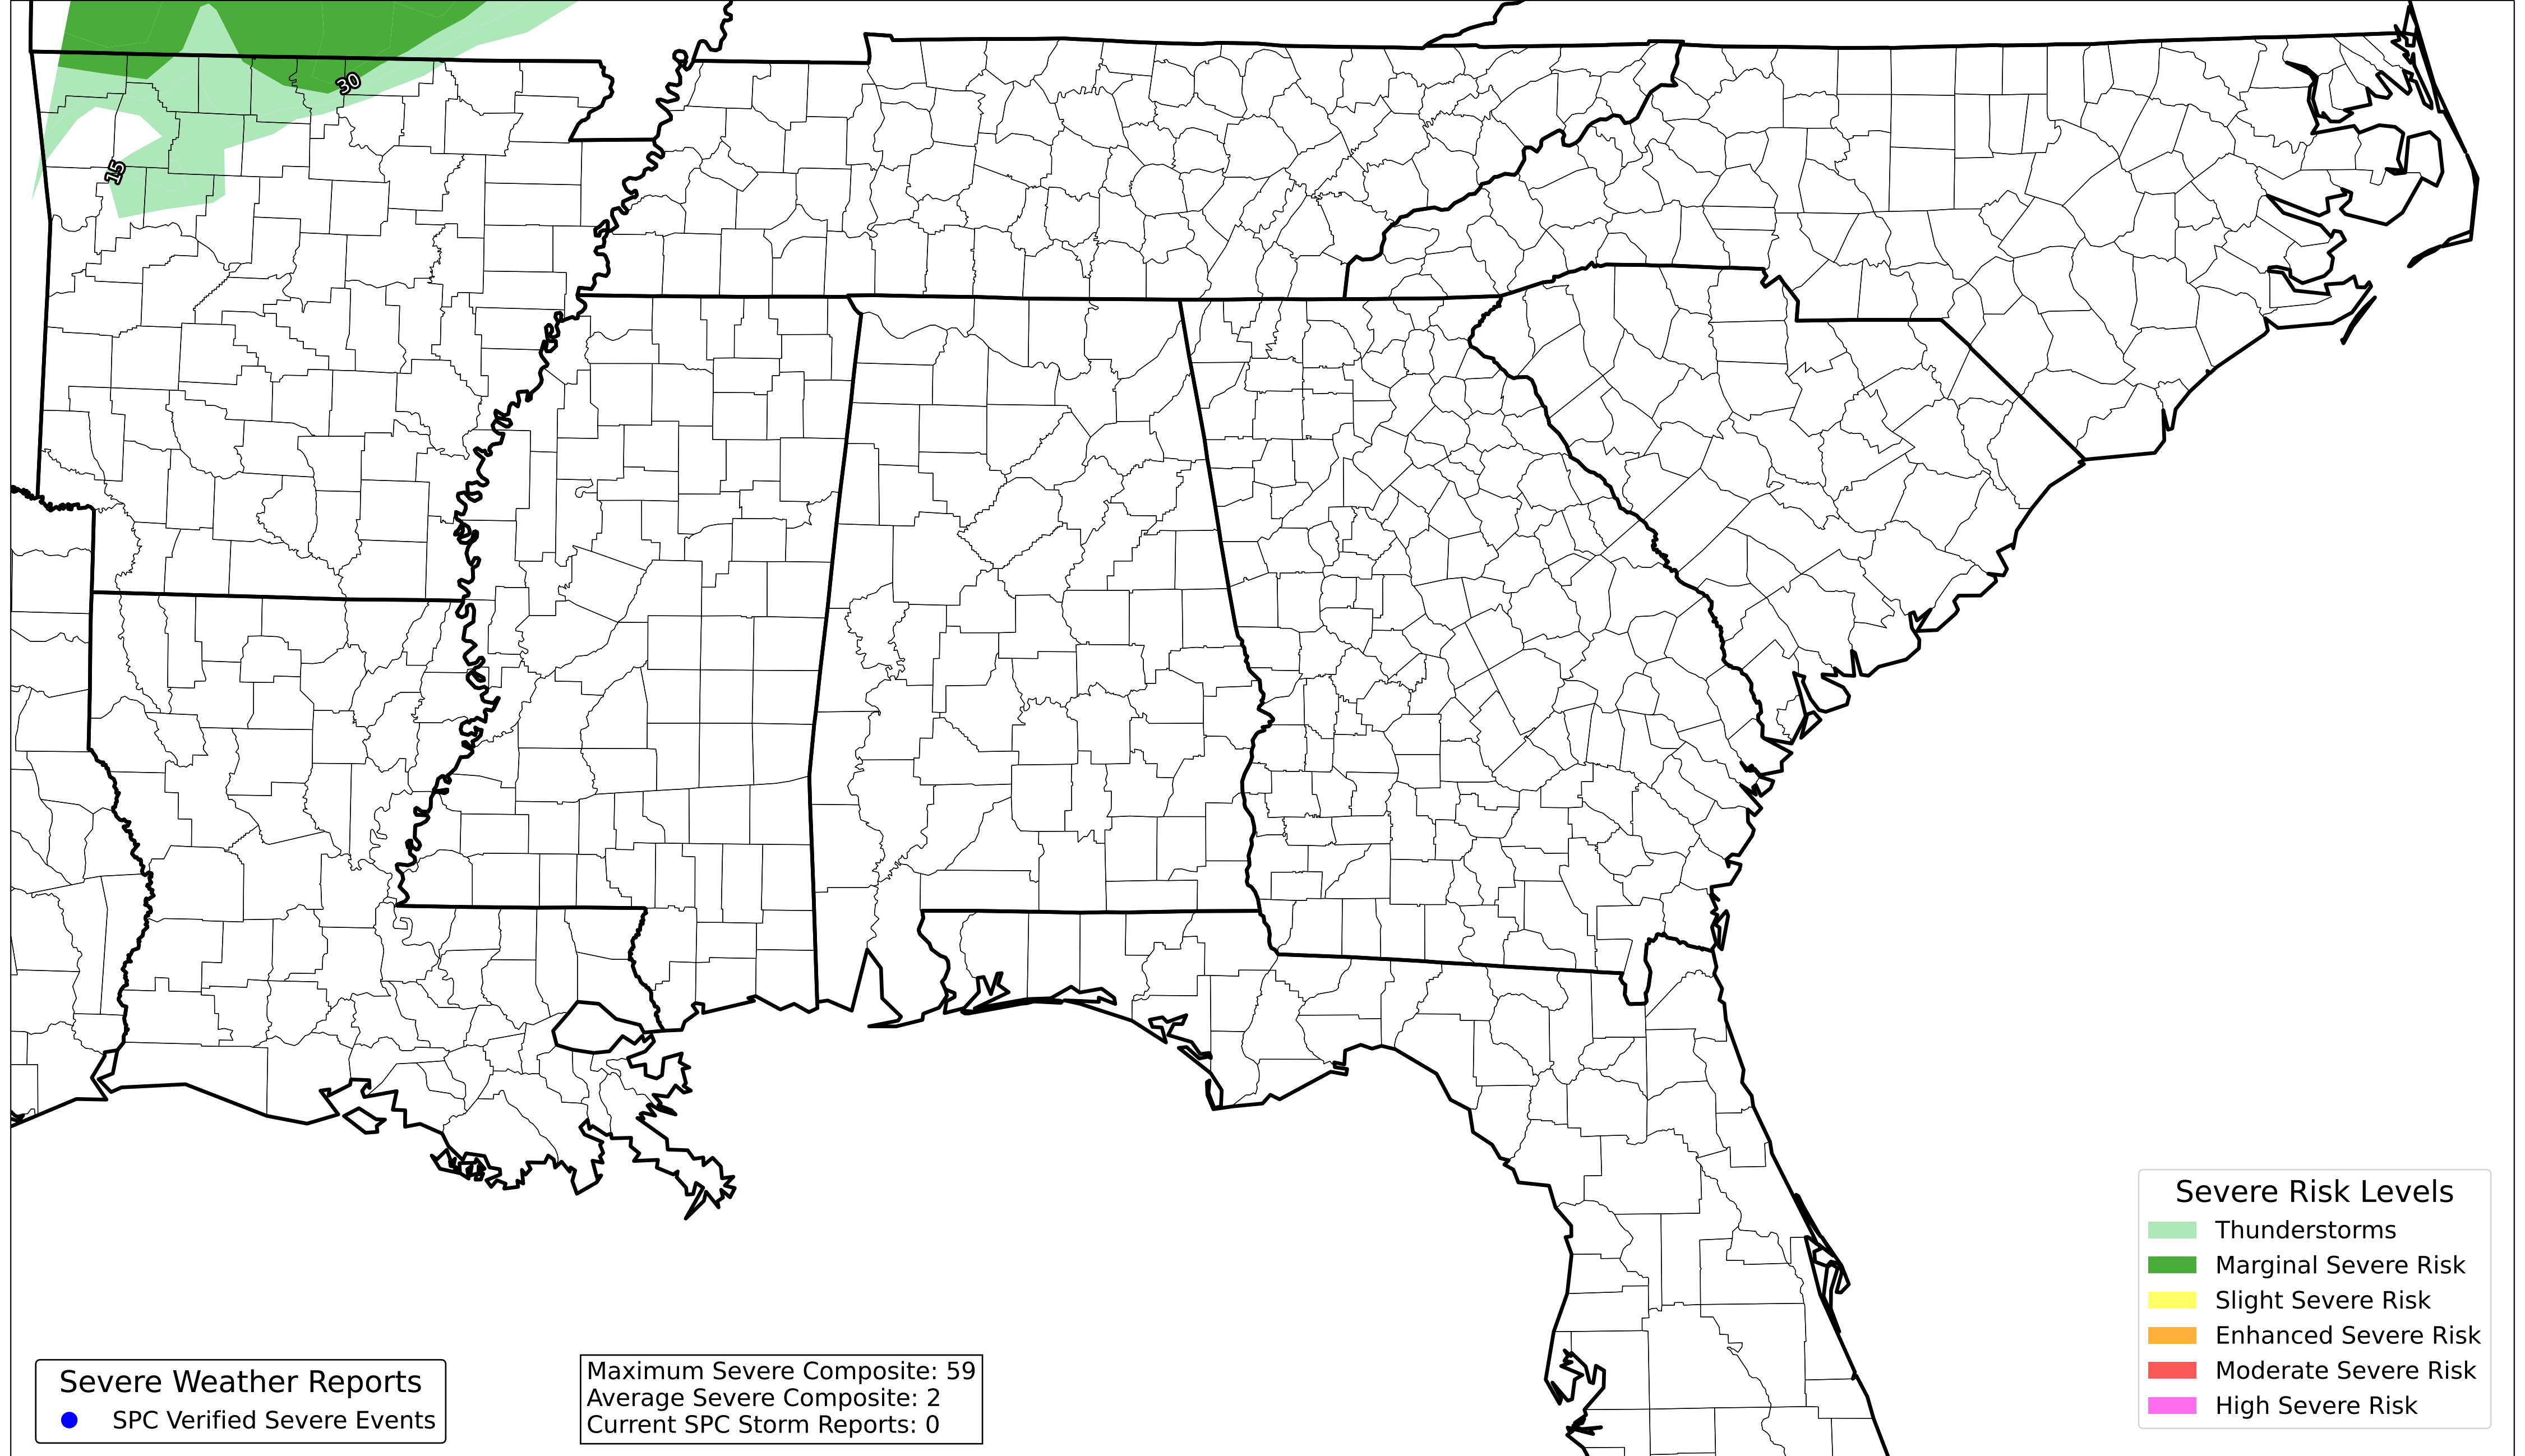 30
15
Severe Risk Levels
Thunderstorms
Marginal Severe Risk
Slight Severe Risk
Enhanced Severe Risk
Moderate Severe Risk
High Severe Risk
Severe Weather Reports
SPC Verified Severe Events
Maximum Severe Composite: 59
Average Severe Composite: 2
Current SPC Storm Reports: 0